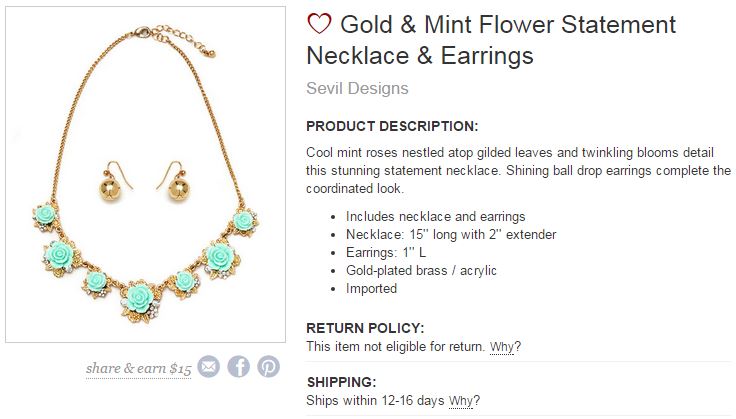 Gold & Mint Flower Statement
Necklace & Earrings
Sevil Designs
PRODUCT DESCRIPTION:
Cool mint roses nestled atop gilded leaves and twinkling blooms detail
this stunning statement necklace. Shining ball drop earrings complete the
coordinated look.
Includes necklace and earrings
Necklace: 15'' long with 2'' extender
Earrings: 1'' L
Gold-plated brass / acrylic
Imported
RETURN POLICY:
This item not eligible for return. Why?
SHIPPING:
Ships within 12-16 days Why?
share & earn $15